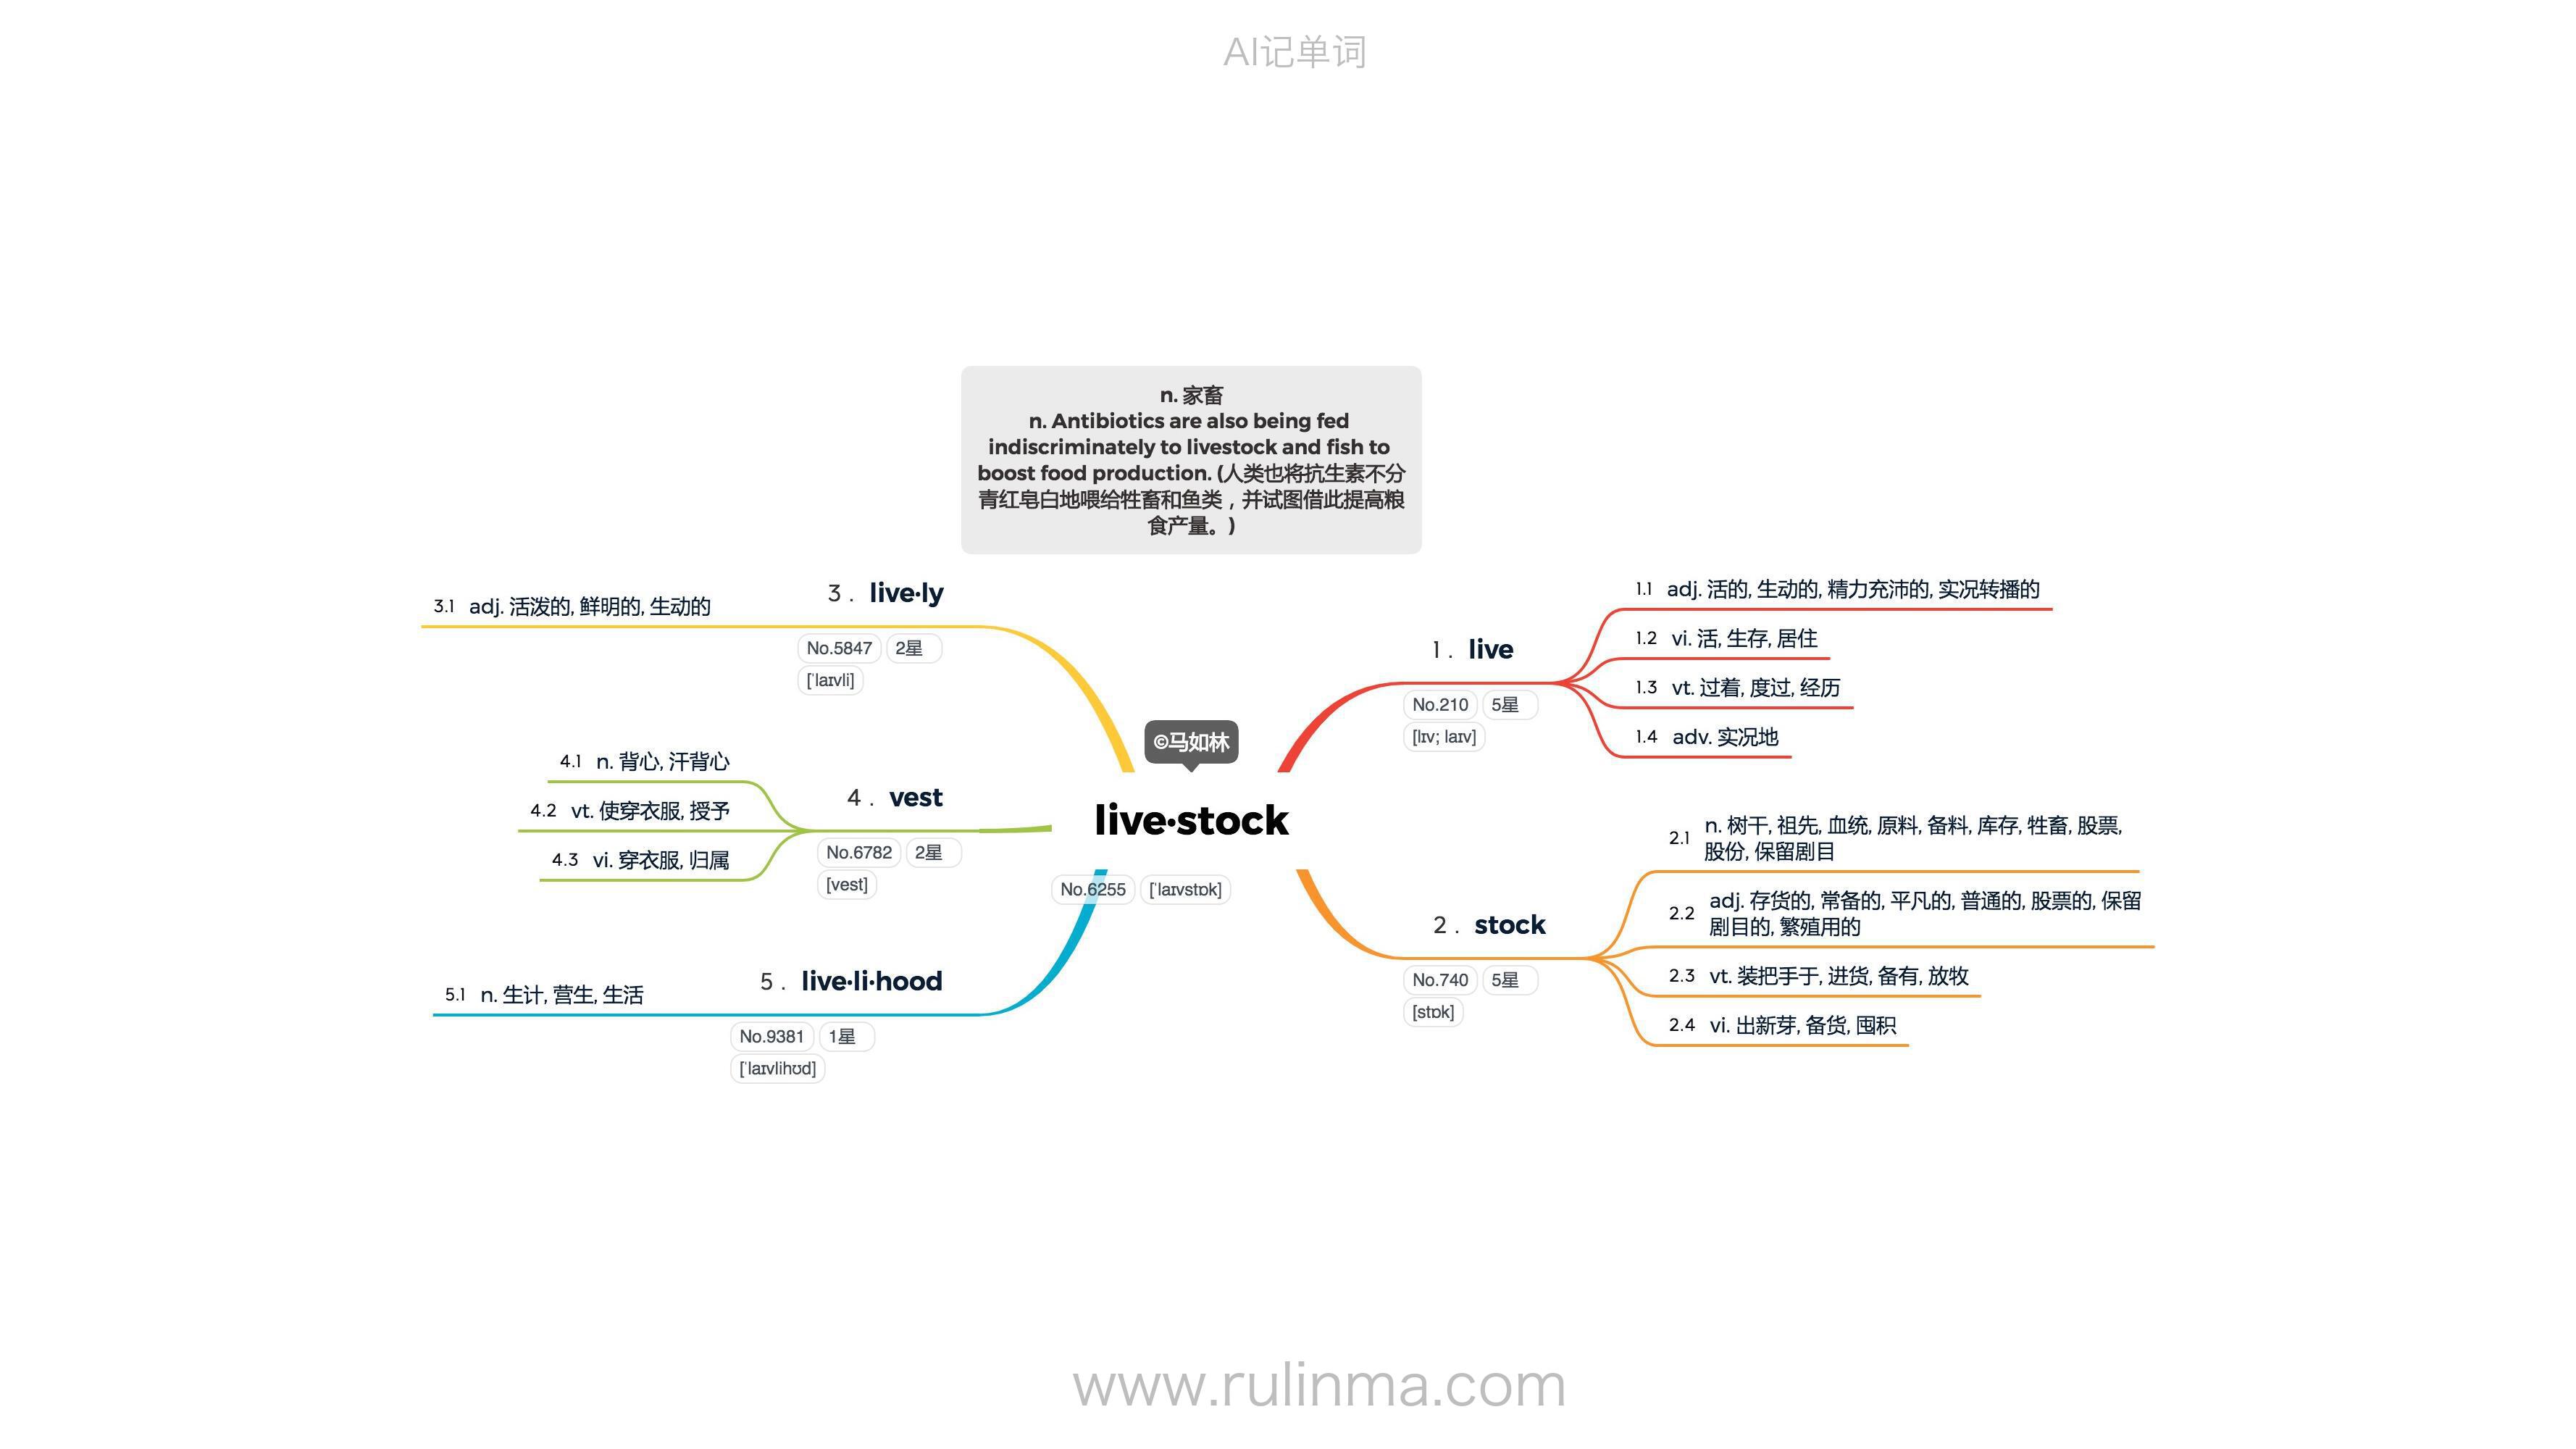 AI记单词
n. 家畜
n. Antibiotics are also being fed
indiscriminately to livestock and fish to
boost food production. (人类也将抗生素不分
青红皂白地喂给牲畜和鱼类，并试图借此提高粮
食产量。)
©马如林
live·stock
No.6255 [ˈlaɪvstɒk]
1. live
No.210 5星
[lɪv; laɪv]
1.1 adj. 活的, 生动的, 精力充沛的, 实况转播的
1.2 vi. 活, 生存, 居住
1.3 vt. 过着, 度过, 经历
1.4 adv. 实况地
2. stock
No.740 5星
[stɒk]
2.1 n. 树干, 祖先, 血统, 原料, 备料, 库存, 牲畜, 股票,
股份, 保留剧目
2.2 adj. 存货的, 常备的, 平凡的, 普通的, 股票的, 保留
剧目的, 繁殖用的
2.3 vt. 装把手于, 进货, 备有, 放牧
2.4 vi. 出新芽, 备货, 囤积
3. live·ly
No.5847 2星
[ˈlaɪvli]
3.1 adj. 活泼的, 鲜明的, 生动的
4. vest
No.6782 2星
[vest]
4.1 n. 背心, 汗背心
4.2 vt. 使穿衣服, 授予
4.3 vi. 穿衣服, 归属
5. live·li·hood
No.9381 1星
[ˈlaɪvlihʊd]
5.1 n. 生计, 营生, 生活
www.rulinma.com